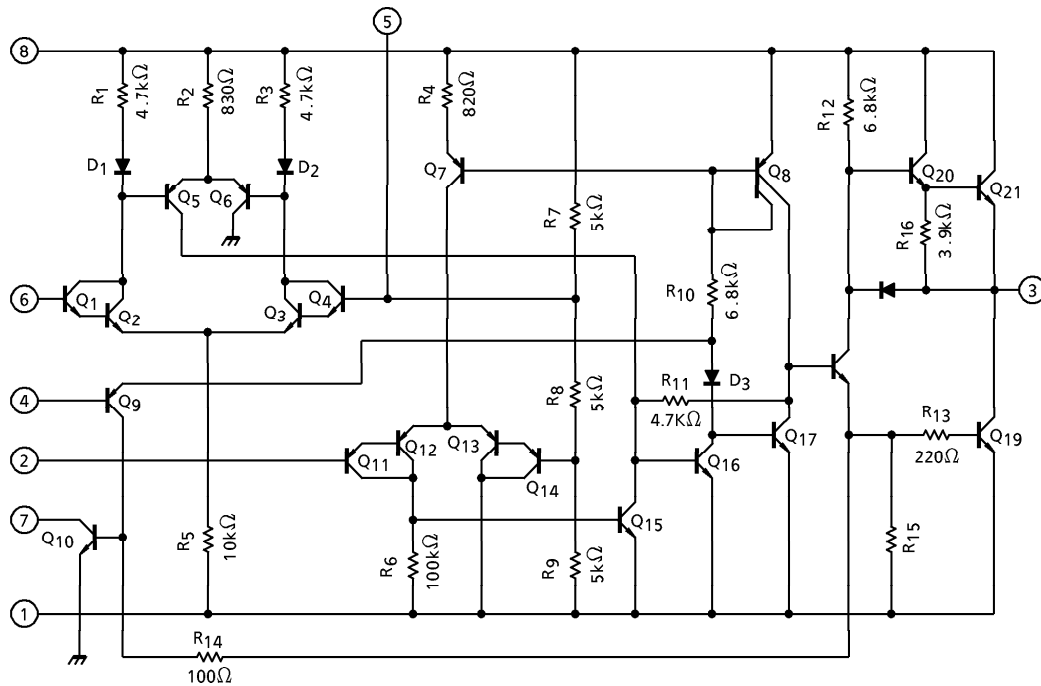 5
8
R1
4.7kΩ
R2
830Ω
R3
4.7kΩ
R4
820Ω
R12
6.8kΩ
D1
D2
Q5
Q6
Q7
Q8
Q20
Q21
R7
5kΩ
R16
3.9kΩ
6
Q1
Q2
Q3
Q4
R10
6.8kΩ
3
4
Q9
R8
5kΩ
R11
4.7KΩ
D3
Q17
R13
220Ω
Q19
2
Q11
Q12
Q13
Q14
Q16
7
Q10
R5
10kΩ
R6
100kΩ
R9
5kΩ
Q15
R15
1
R14
100Ω